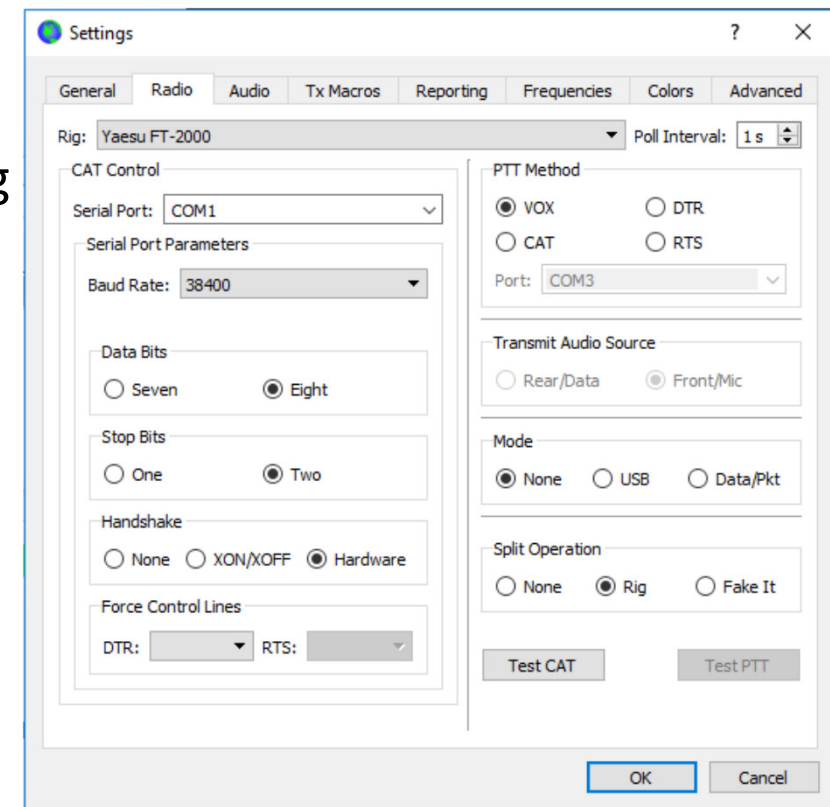 Settings ?
General Radio Audio Tx Macros Reporting Frequencies Colors Advanced
Rig: Yaesu FT-2000 Poll Interval: 1 s
g
CAT Control
Serial Port: COM1
Serial Port Parameters
Baud Rate: 38400
Data Bits
Seven Eight
Stop Bits
One Two
Handshake
None XON/XOFF Hardware
Force Control Lines
DTR: RTS:
PTT Method
VOX DTR
CAT RTS
Port: COM3
Transmit Audio Source
Rear/Data Front/Mic
Mode
None USB Data/Pkt
Split Operation
None Rig Fake It
Test CAT Test PTT
OK Cancel